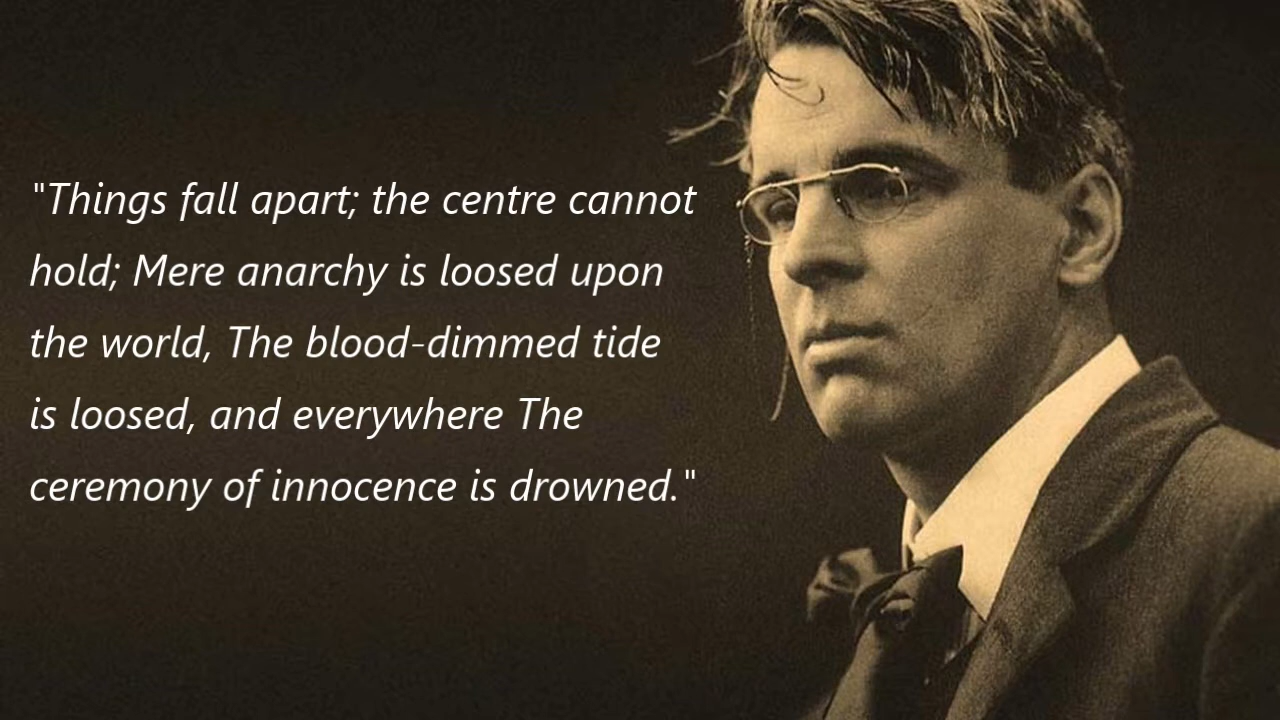 "Things fall apart; the centre cannot
hold; Mere anarchy is loosed upon
the world, The blood-dimmed tide
is loosed, and everywhere The
ceremony of innocence is drowned."